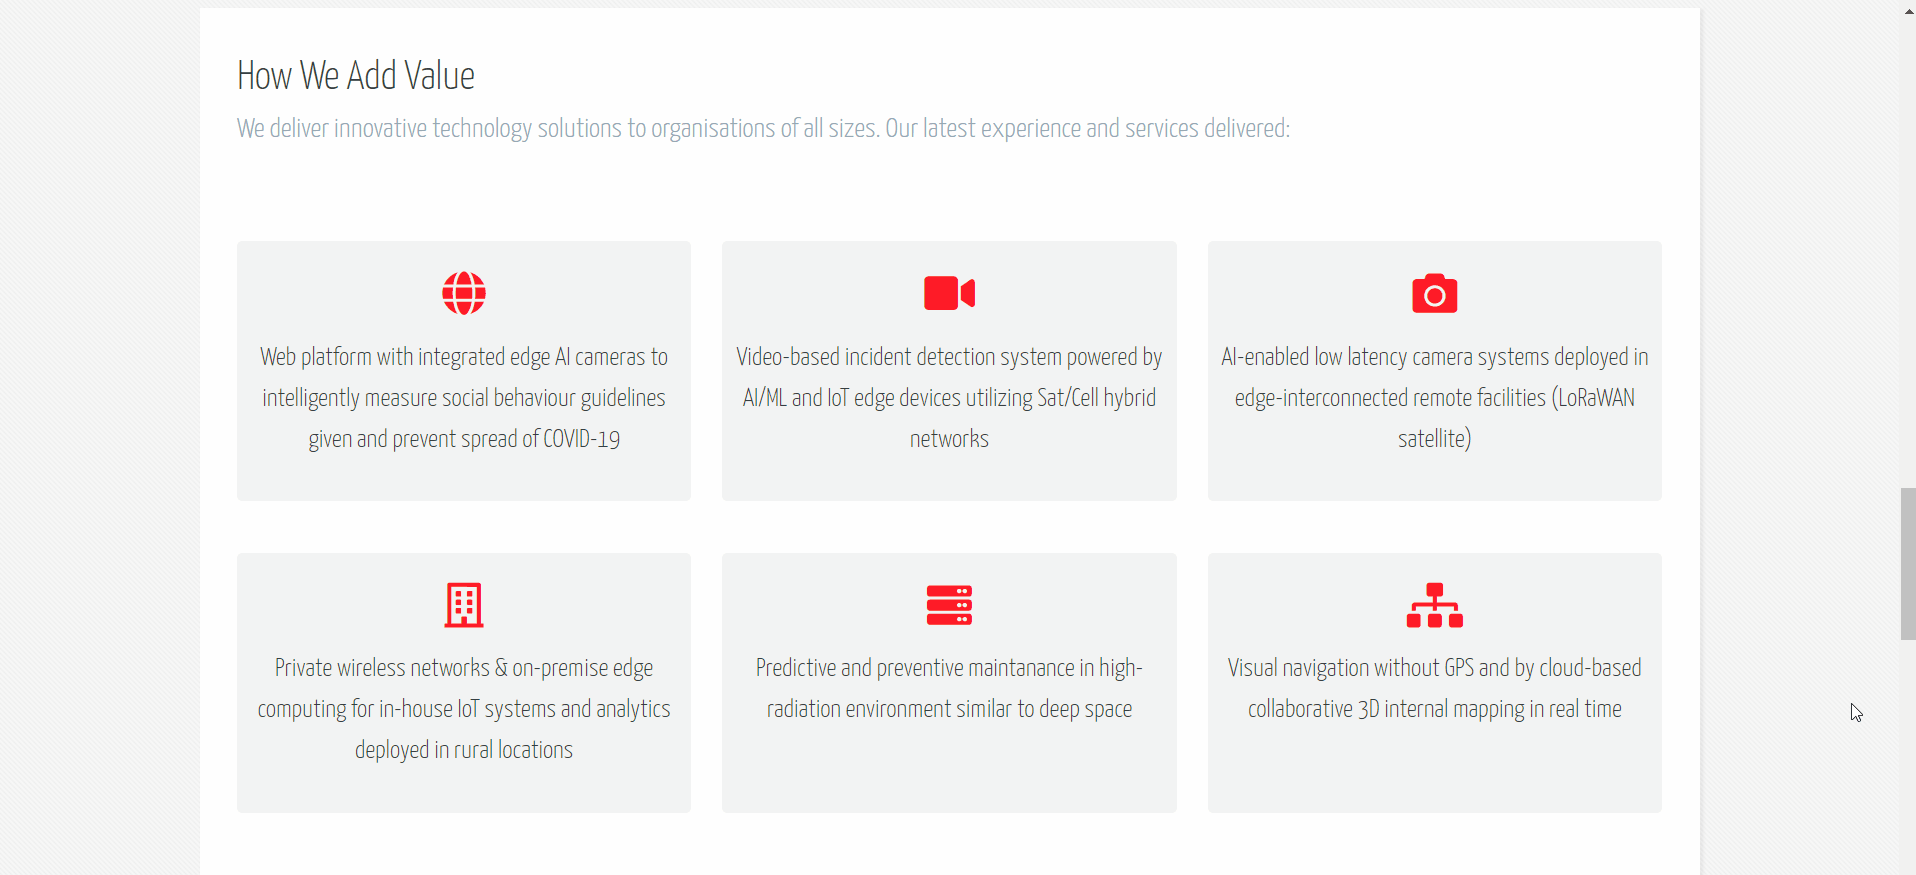 How We Add Value
We deliver innovative technology solutions to organisations of all sizes. Our latest experience and services delivered:
Web platform with integrated edge AI cameras to
intelligently measure social behaviour guidelines
given and prevent spread of COVID-19
Video-based incident detection system powered by
AI/ML and IoT edge devices utilizing Sat/Cell hybrid
networks
AI-enabled low latency camera systems deployed in
edge-interconnected remote facilities (LoRaWAN
satellite)
Private wireless networks & on-premise edge
computing for in-house IoT systems and analytics
deployed in rural locations
Predictive and preventive maintanance in high-
radiation environment similar to deep space
Visual navigation without GPS and by cloud-based
collaborative 3D internal mapping in real time